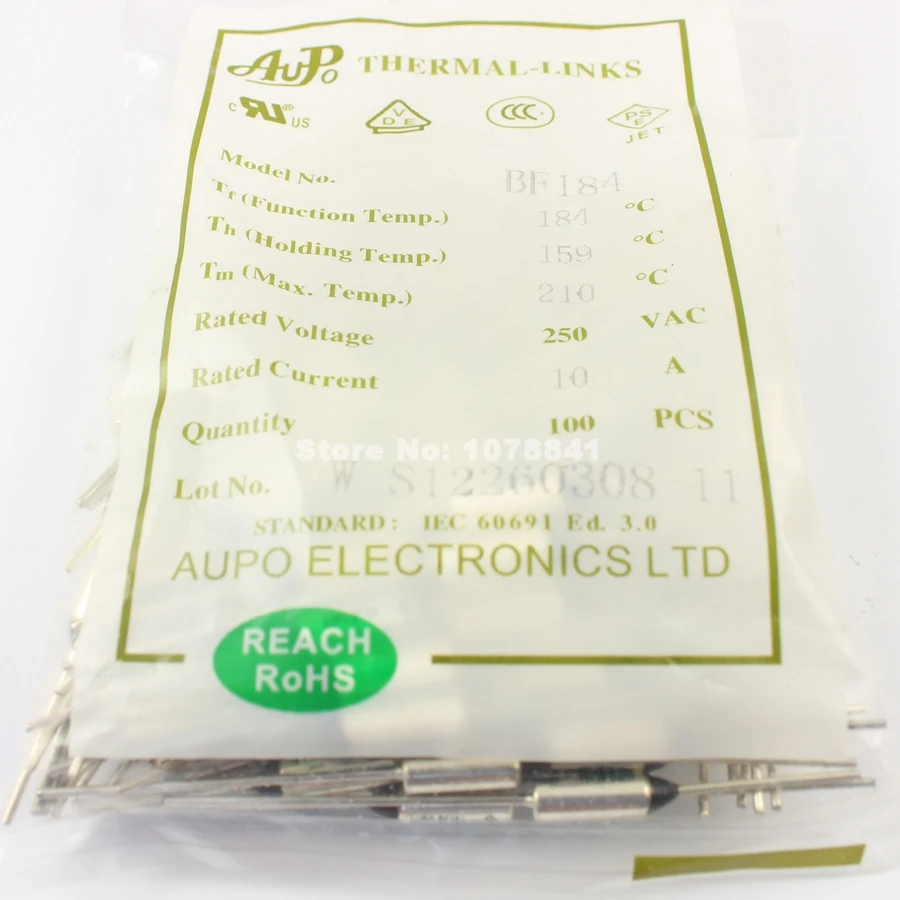 AuPo THERMAL-LINKS
c RU ® US VDE CCC PS E JET
Model No. BF184
Tf (Function Temp.) 184 °C
Th (Holding Temp.) 159 °C
Tm (Max. Temp.) 210 °C
Rated Voltage 250 VAC
Rated Current 10 A
Quantity 100 PCS
Store No: 1078841
Lot No. W S12260308-11
STANDARD: IEC 60691 Ed. 3.0
AUPO ELECTRONICS LTD
REACH
RoHS